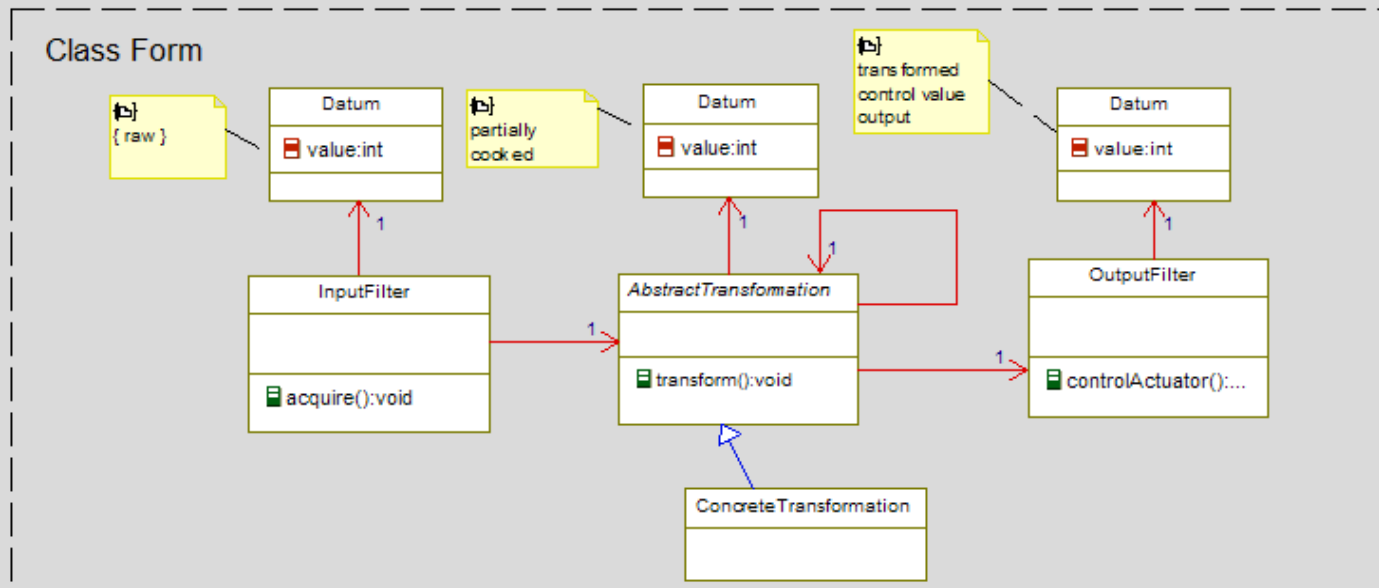 Class Form
{ raw }
Datum
value:int
1
partially
cooked
Datum
value:int
1
transformed
control value
output
Datum
value:int
1
InputFilter
acquire():void
1
AbstractTransformation
transform():void
1
1
OutputFilter
controlActuator():...
ConcreteTransformation